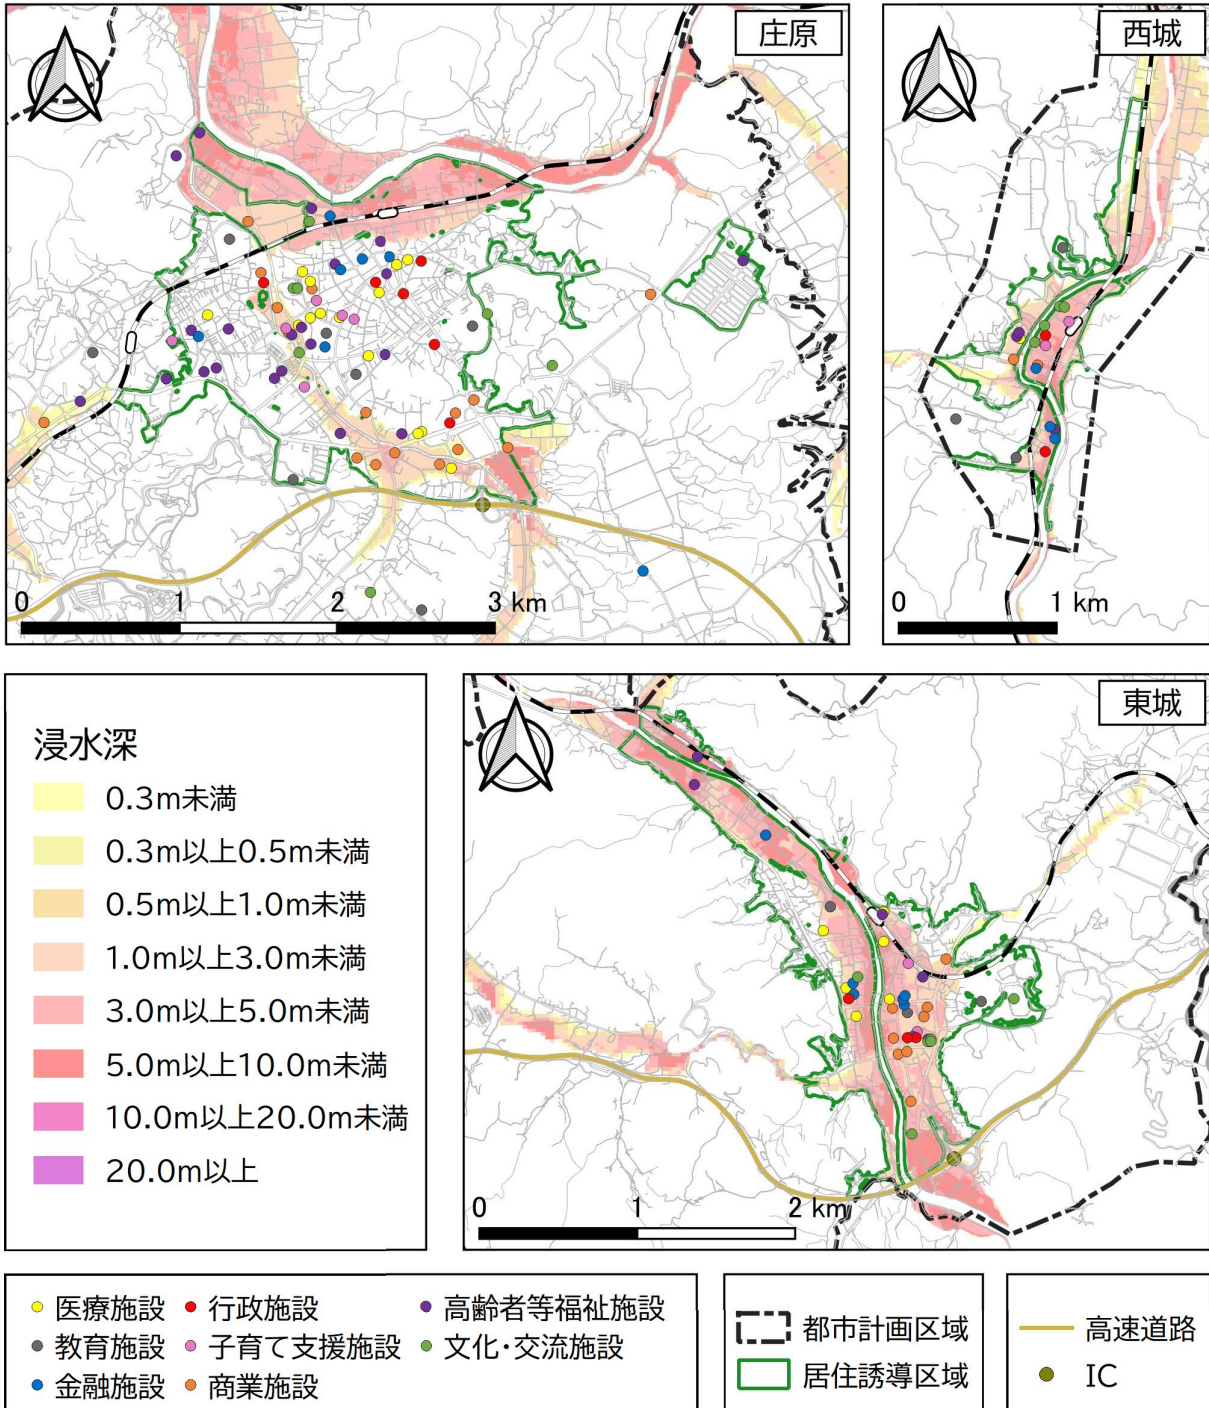 庄原
0 1 2 3 km
西城
0 1 km
浸水深
0.3m未満
0.3m以上0.5m未満
0.5m以上1.0m未満
1.0m以上3.0m未満
3.0m以上5.0m未満
5.0m以上10.0m未満
10.0m以上20.0m未満
20.0m以上
東城
0 1 2 km
医療施設 行政施設 高齢者等福祉施設
教育施設 子育て支援施設 文化・交流施設
金融施設 商業施設
都市計画区域
居住誘導区域
高速道路
IC